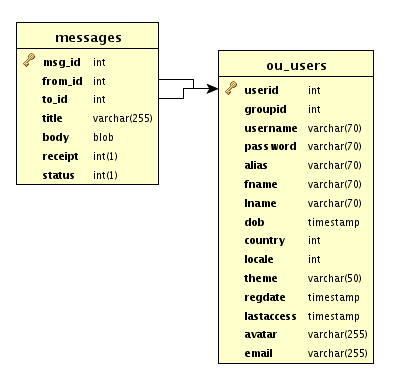 messages
msg_id int
from_id int
to_id int
title varchar(255)
body blob
receipt int(1)
status int(1)
ou_users
userid int
groupid int
username varchar(70)
password varchar(70)
alias varchar(70)
fname varchar(70)
lname varchar(70)
dob timestamp
country int
locale int
theme varchar(50)
regdate timestamp
lastaccess timestamp
avatar varchar(255)
email varchar(255)